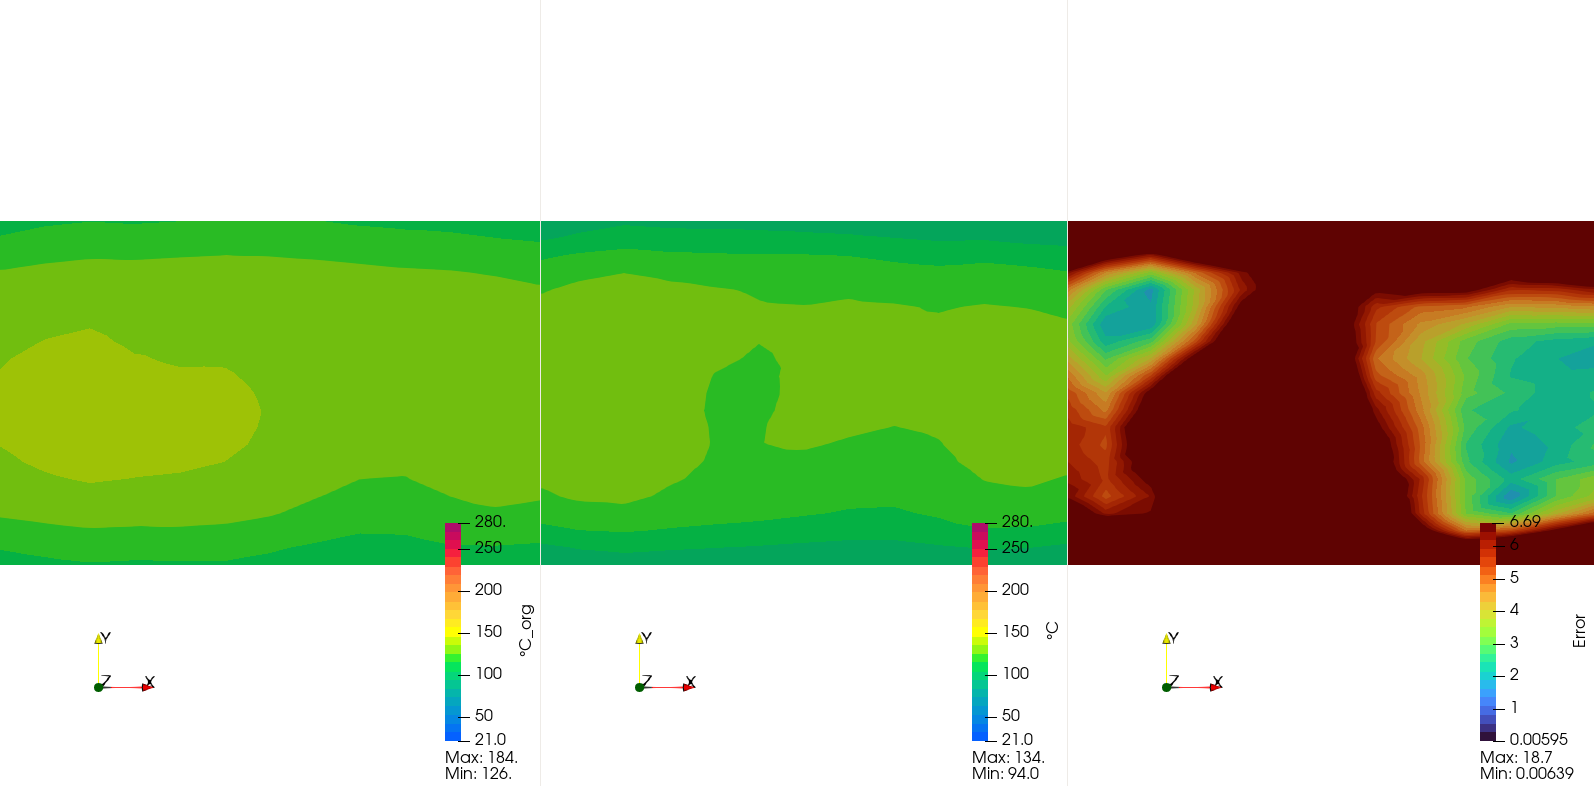 280.
250
200
150
100
50
21.0
°C_org
Max: 184.
Min: 126.
Y
Z
X
280.
250
200
150
100
50
21.0
°C
Max: 134.
Min: 94.0
Y
Z
X
6.69
6
5
4
3
2
1
0.00595
Error
Max: 18.7
Min: 0.00639
Y
Z
X